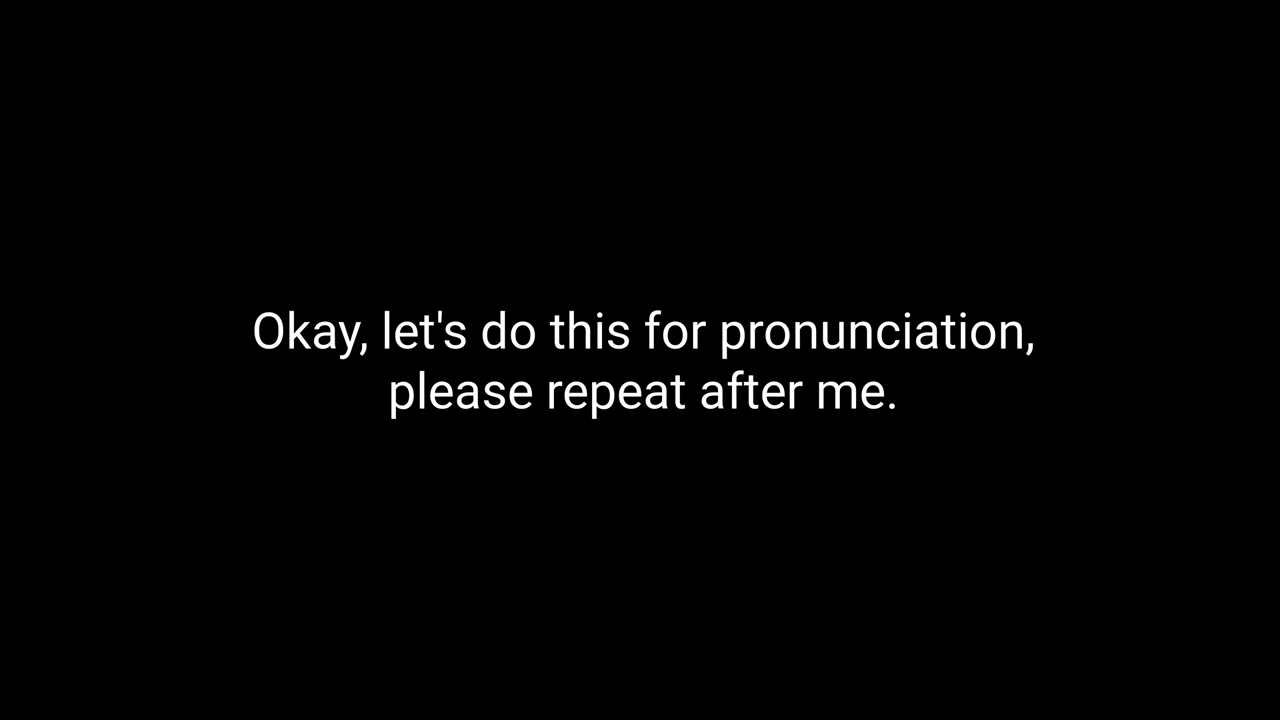 Okay, let's do this for pronunciation,
please repeat after me.